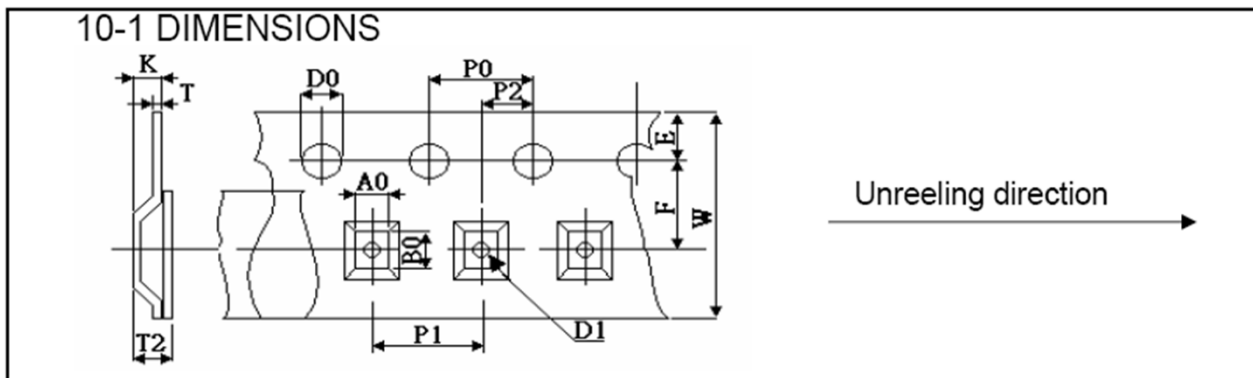 10-1 DIMENSIONS
K
T
D0
P0
P2
E
A0
F
W
B0
Unreeling direction
T2
P1
D1